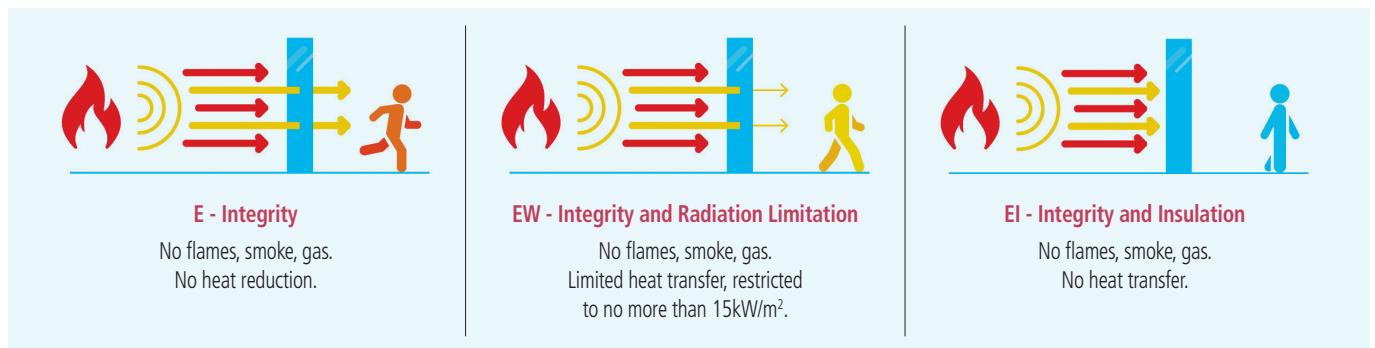 E - Integrity
No flames, smoke, gas.
No heat reduction.
EW - Integrity and Radiation Limitation
No flames, smoke, gas.
Limited heat transfer, restricted
to no more than 15kW/m².
EI - Integrity and Insulation
No flames, smoke, gas.
No heat transfer.